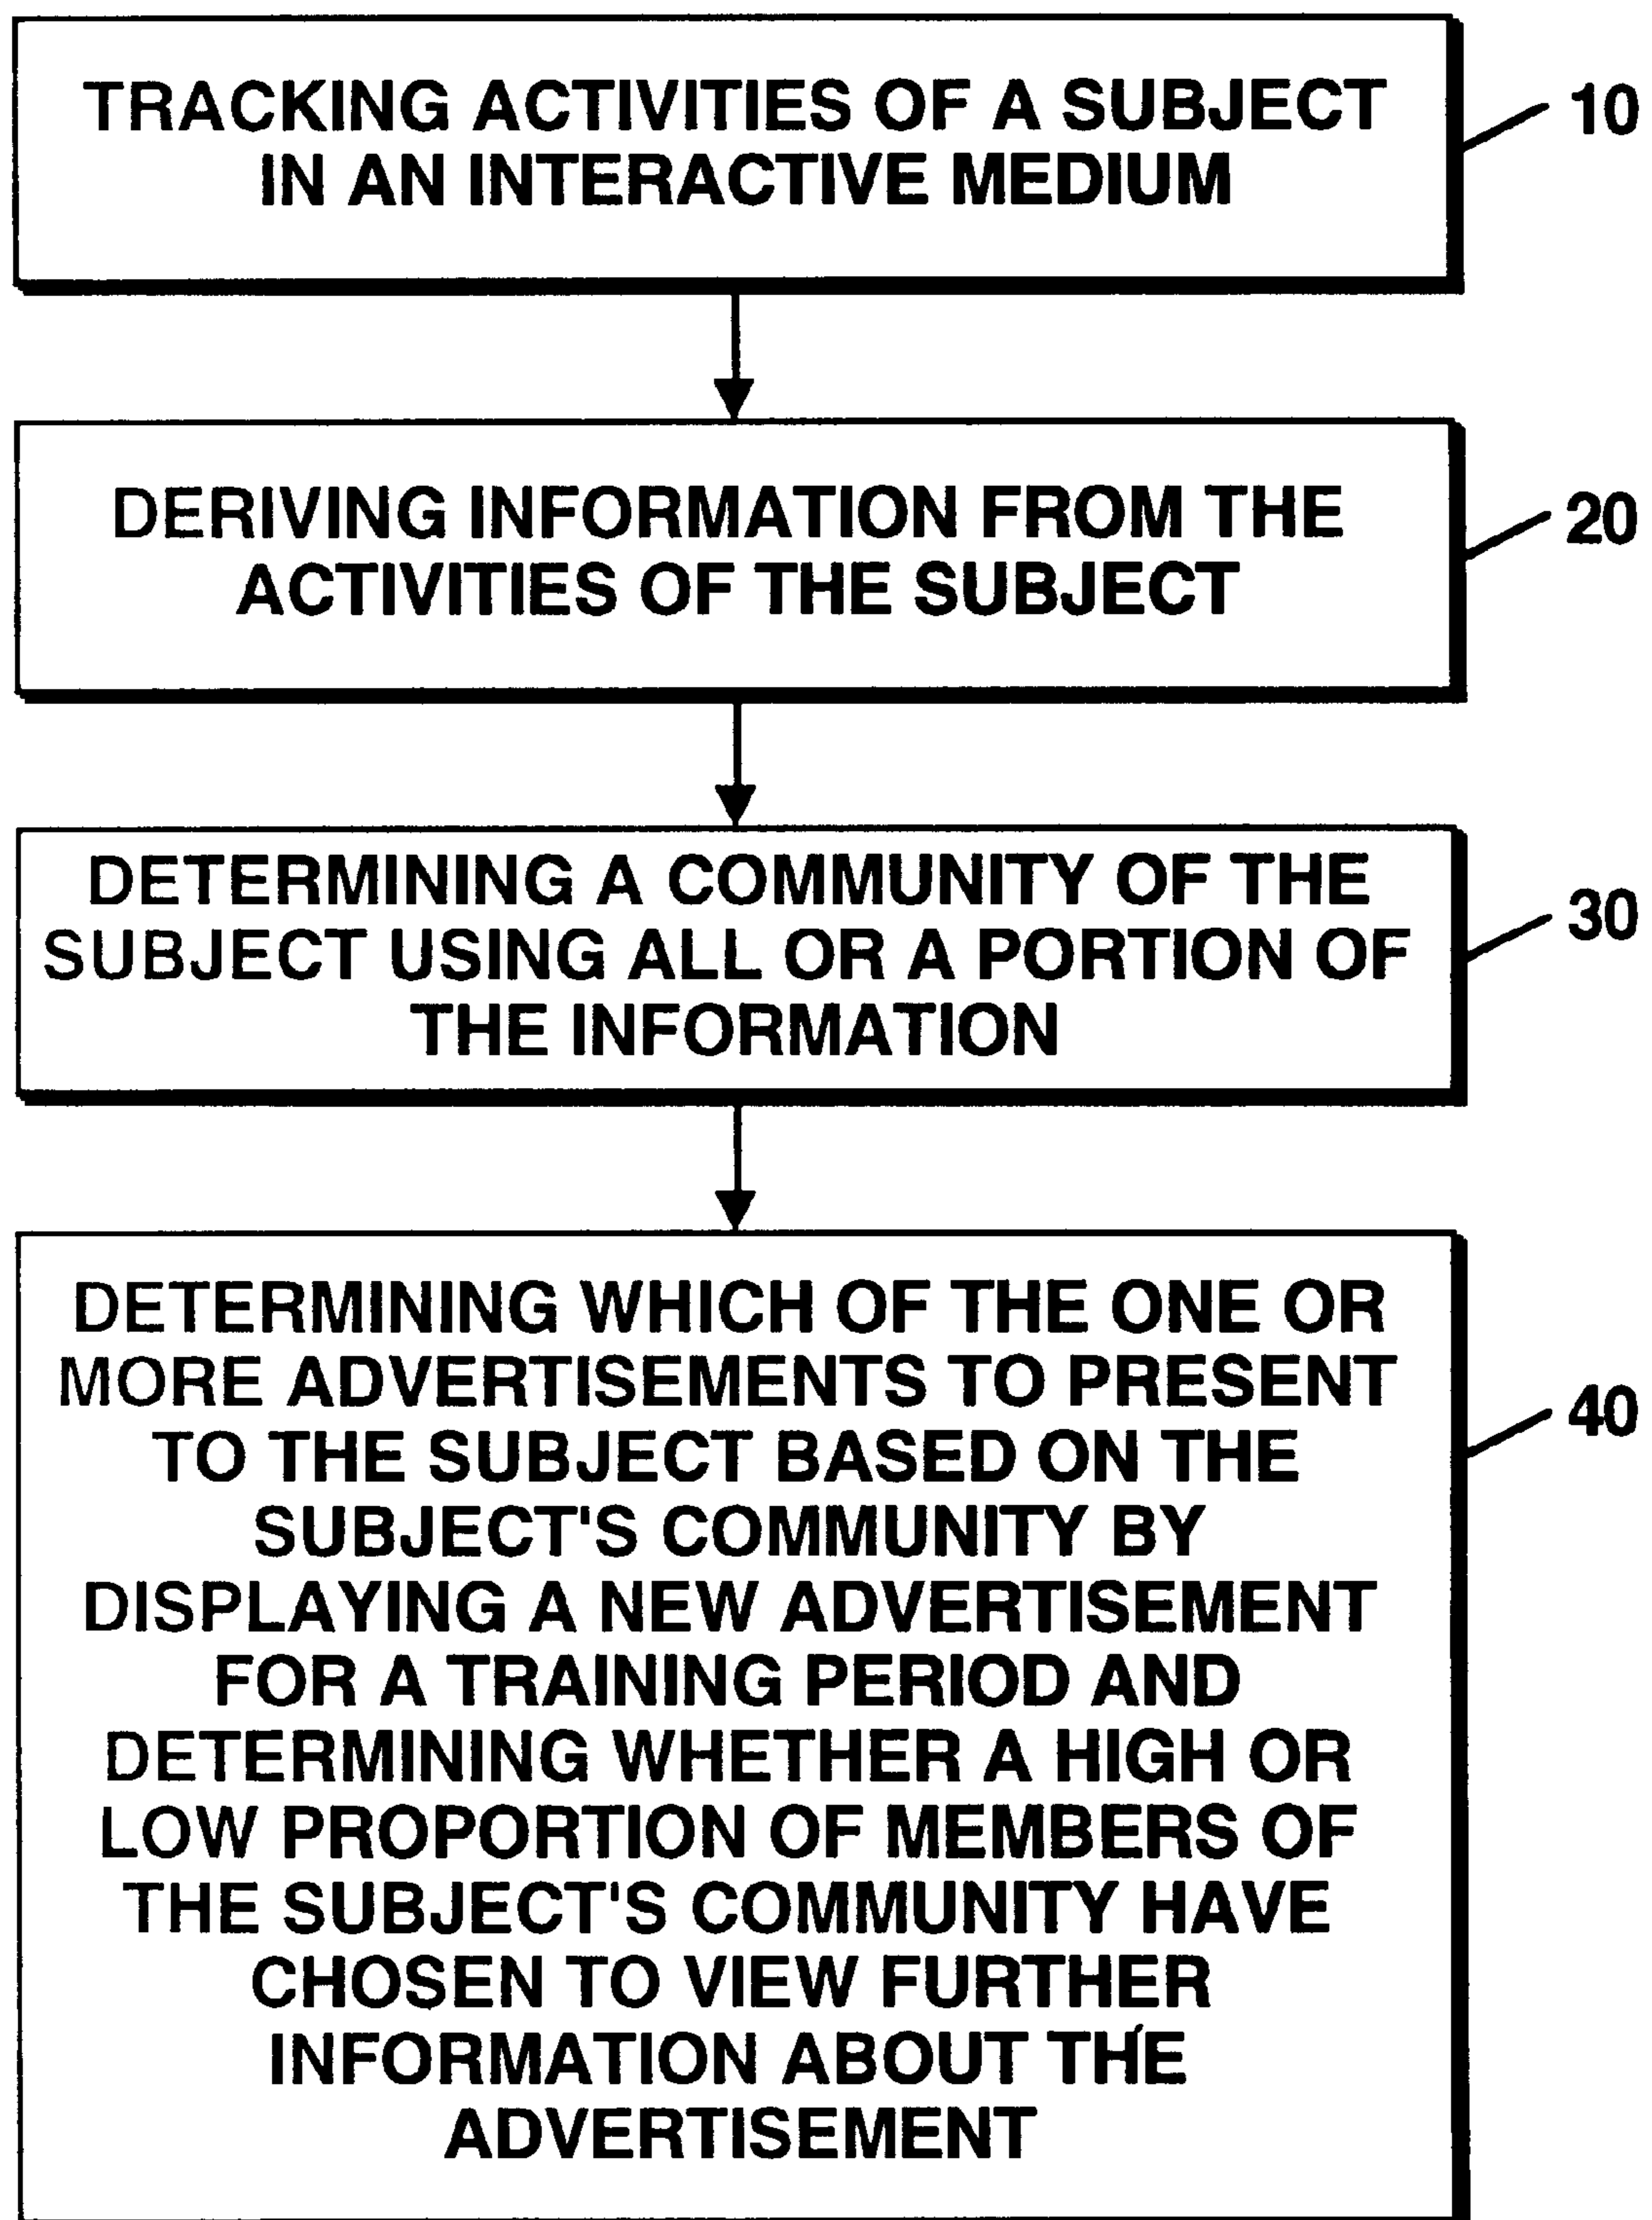 TRACKING ACTIVITIES OF A SUBJECT
IN AN INTERACTIVE MEDIUM
10
DERIVING INFORMATION FROM THE
ACTIVITIES OF THE SUBJECT
20
DETERMINING A COMMUNITY OF THE
SUBJECT USING ALL OR A PORTION OF
THE INFORMATION
30
DETERMINING WHICH OF THE ONE OR
MORE ADVERTISEMENTS TO PRESENT
TO THE SUBJECT BASED ON THE
SUBJECT'S COMMUNITY BY
DISPLAYING A NEW ADVERTISEMENT
FOR A TRAINING PERIOD AND
DETERMINING WHETHER A HIGH OR
LOW PROPORTION OF MEMBERS OF
THE SUBJECT'S COMMUNITY HAVE
CHOSEN TO VIEW FURTHER
INFORMATION ABOUT THE
ADVERTISEMENT
40